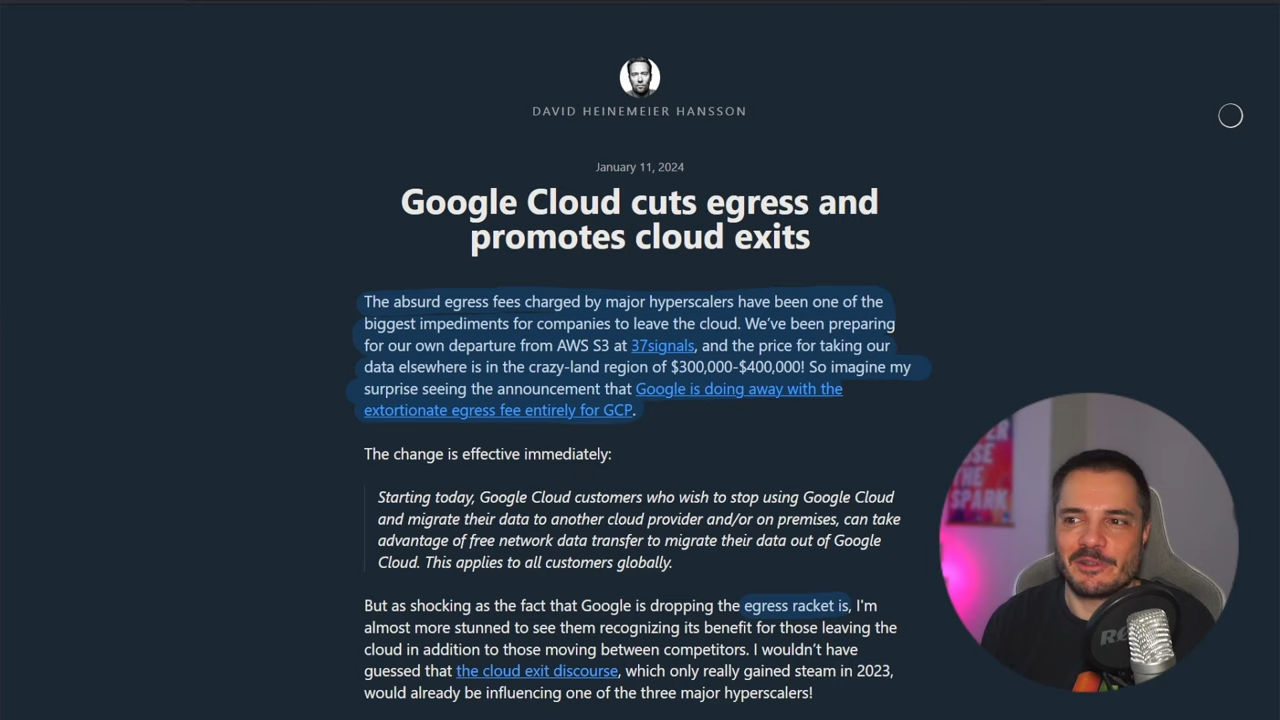 DAVID HEINEMEIER HANSSON
January 11, 2024
Google Cloud cuts egress and
promotes cloud exits
The absurd egress fees charged by major hyperscalers have been one of the
biggest impediments for companies to leave the cloud. We've been preparing
for our own departure from AWS S3 at 37signals, and the price for taking our
data elsewhere is in the crazy-land region of $300,000-$400,000! So imagine my
surprise seeing the announcement that Google is doing away with the
extortionate egress fee entirely for GCP.
The change is effective immediately:
Starting today, Google Cloud customers who wish to stop using Google Cloud
and migrate their data to another cloud provider and/or on premises, can take
advantage of free network data transfer to migrate their data out of Google
Cloud. This applies to all customers globally.
But as shocking as the fact that Google is dropping the egress racket is, I'm
almost more stunned to see them recognizing its benefit for those leaving the
cloud in addition to those moving between competitors. I wouldn't have
guessed that the cloud exit discourse, which only really gained steam in 2023,
would already be influencing one of the three major hyperscalers!
THE
SPARK